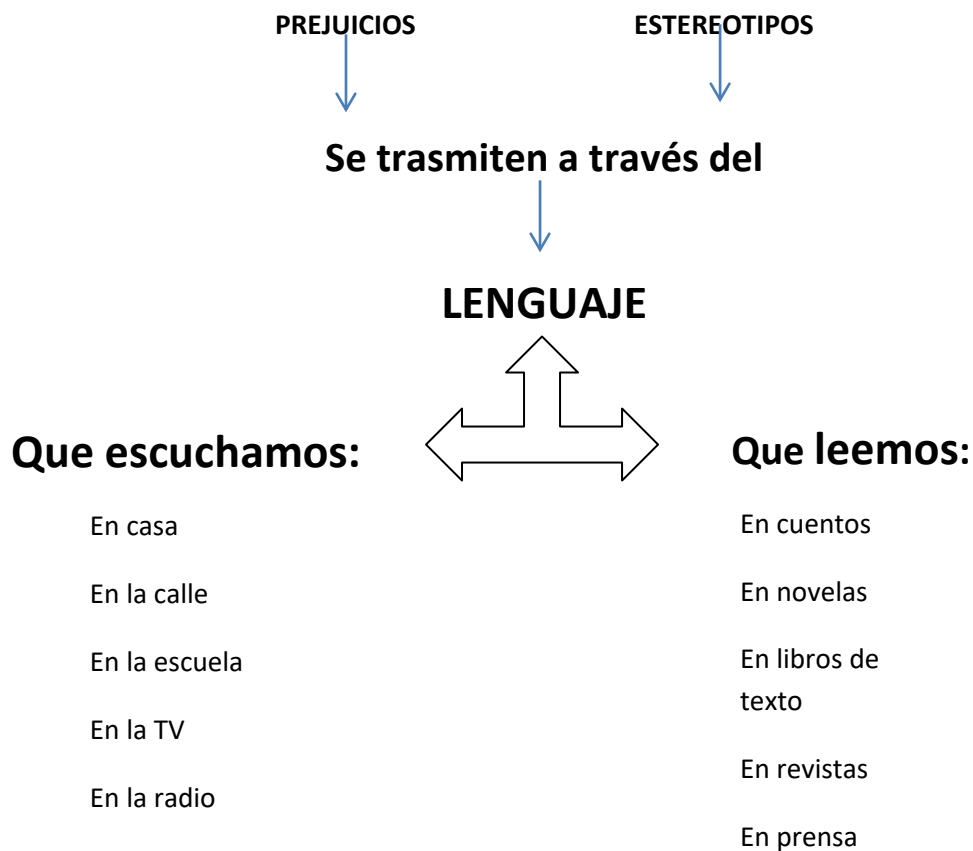 PREJUICIOS ESTEREOTIPOS
Se trasmiten a través del
LENGUAJE
Que escuchamos:
En casa
En la calle
En la escuela
En la TV
En la radio
Que leemos:
En cuentos
En novelas
En libros de
texto
En revistas
En prensa